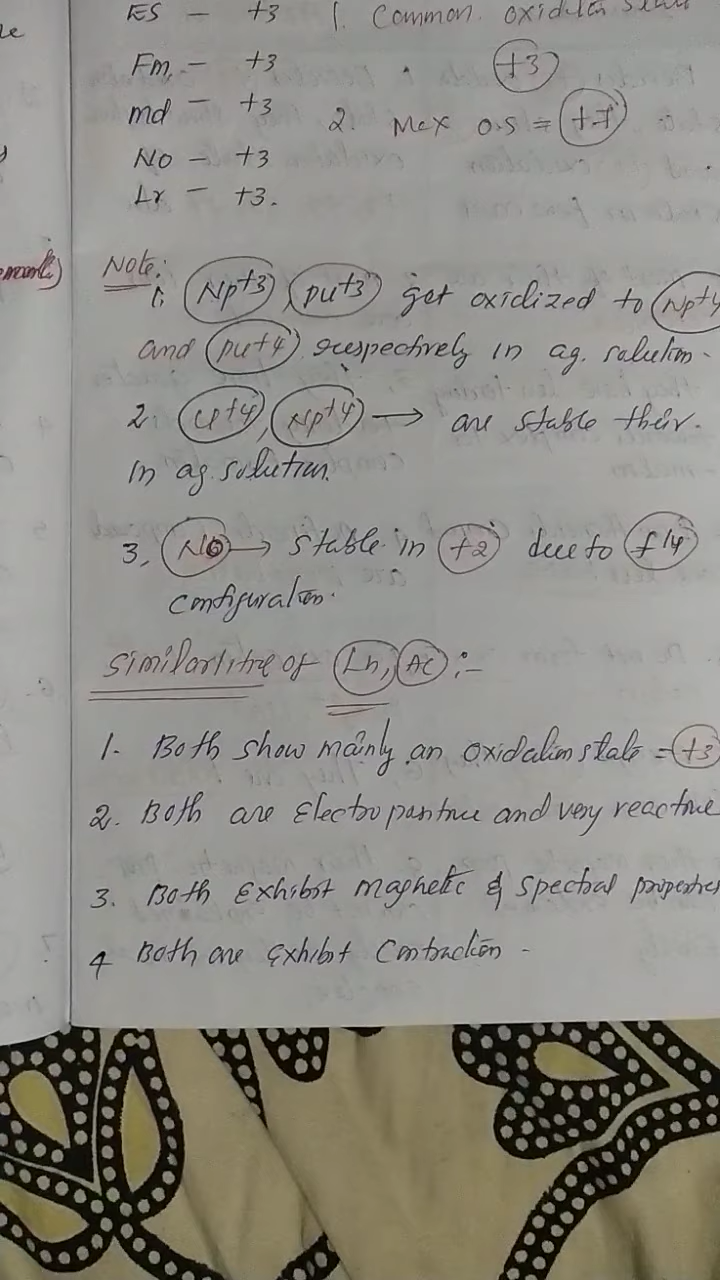 ES - +3 1. Common oxidation state
Fm - +3 (+3)
md - +3 2. Max o.s = (+7)
No - +3
Lr - +3.
Note:
1. (Np+3) (Pu+3) get oxidized to (Np+4)
and (Pu+4) respectively in aq. solution.
2. (U+4), (Np+4) → are stable their
in aq. solution.
3. (No) → stable in (+2) due to (f14)
configuration.
Similaritire of (Ln), (AC) :-
1. Both show mainly an oxidation state = (+3)
2. Both are Electropositive and very reactive
3. Both Exhibit magnetic & spectral properties
4 Both are exhibit Contraction -